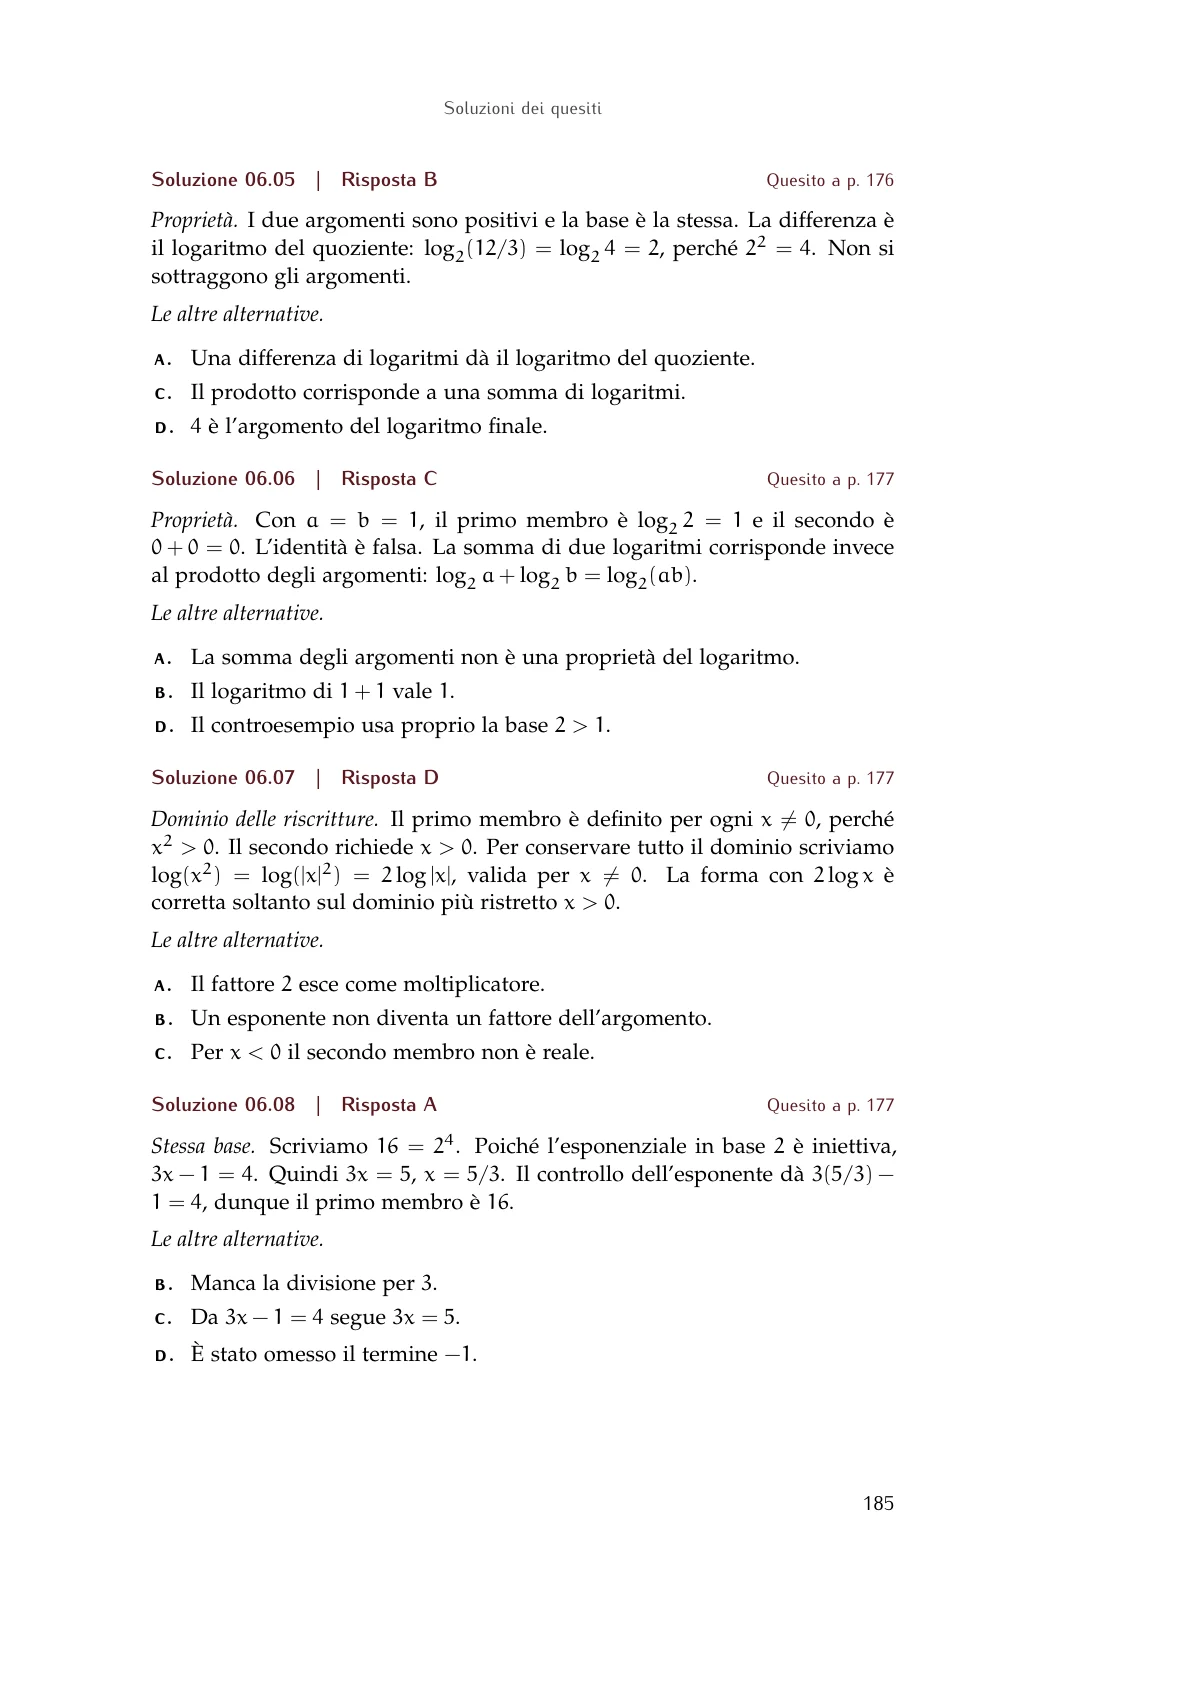 Soluzioni dei quesiti
Soluzione 06.05 | Risposta B Quesito a p. 176
Proprietà. I due argomenti sono positivi e la base è la stessa. La differenza è
il logaritmo del quoziente: log₂(12/3) = log₂ 4 = 2, perché 2² = 4. Non si
sottraggono gli argomenti.
Le altre alternative.
A. Una differenza di logaritmi dà il logaritmo del quoziente.
C. Il prodotto corrisponde a una somma di logaritmi.
D. 4 è l'argomento del logaritmo finale.
Soluzione 06.06 | Risposta C Quesito a p. 177
Proprietà. Con a = b = 1, il primo membro è log₂ 2 = 1 e il secondo è
0 + 0 = 0. L'identità è falsa. La somma di due logaritmi corrisponde invece
al prodotto degli argomenti: log₂ a + log₂ b = log₂(ab).
Le altre alternative.
A. La somma degli argomenti non è una proprietà del logaritmo.
B. Il logaritmo di 1 + 1 vale 1.
D. Il controesempio usa proprio la base 2 > 1.
Soluzione 06.07 | Risposta D Quesito a p. 177
Dominio delle riscritture. Il primo membro è definito per ogni x ≠ 0, perché
x² > 0. Il secondo richiede x > 0. Per conservare tutto il dominio scriviamo
log(x²) = log(|x|²) = 2 log|x|, valida per x ≠ 0. La forma con 2 log x è
corretta soltanto sul dominio più ristretto x > 0.
Le altre alternative.
A. Il fattore 2 esce come moltiplicatore.
B. Un esponente non diventa un fattore dell'argomento.
C. Per x < 0 il secondo membro non è reale.
Soluzione 06.08 | Risposta A Quesito a p. 177
Stessa base. Scriviamo 16 = 2⁴. Poiché l'esponenziale in base 2 è iniettiva,
3x − 1 = 4. Quindi 3x = 5, x = 5/3. Il controllo dell'esponente dà 3(5/3) −
1 = 4, dunque il primo membro è 16.
Le altre alternative.
B. Manca la divisione per 3.
C. Da 3x − 1 = 4 segue 3x = 5.
D. È stato omesso il termine −1.
185